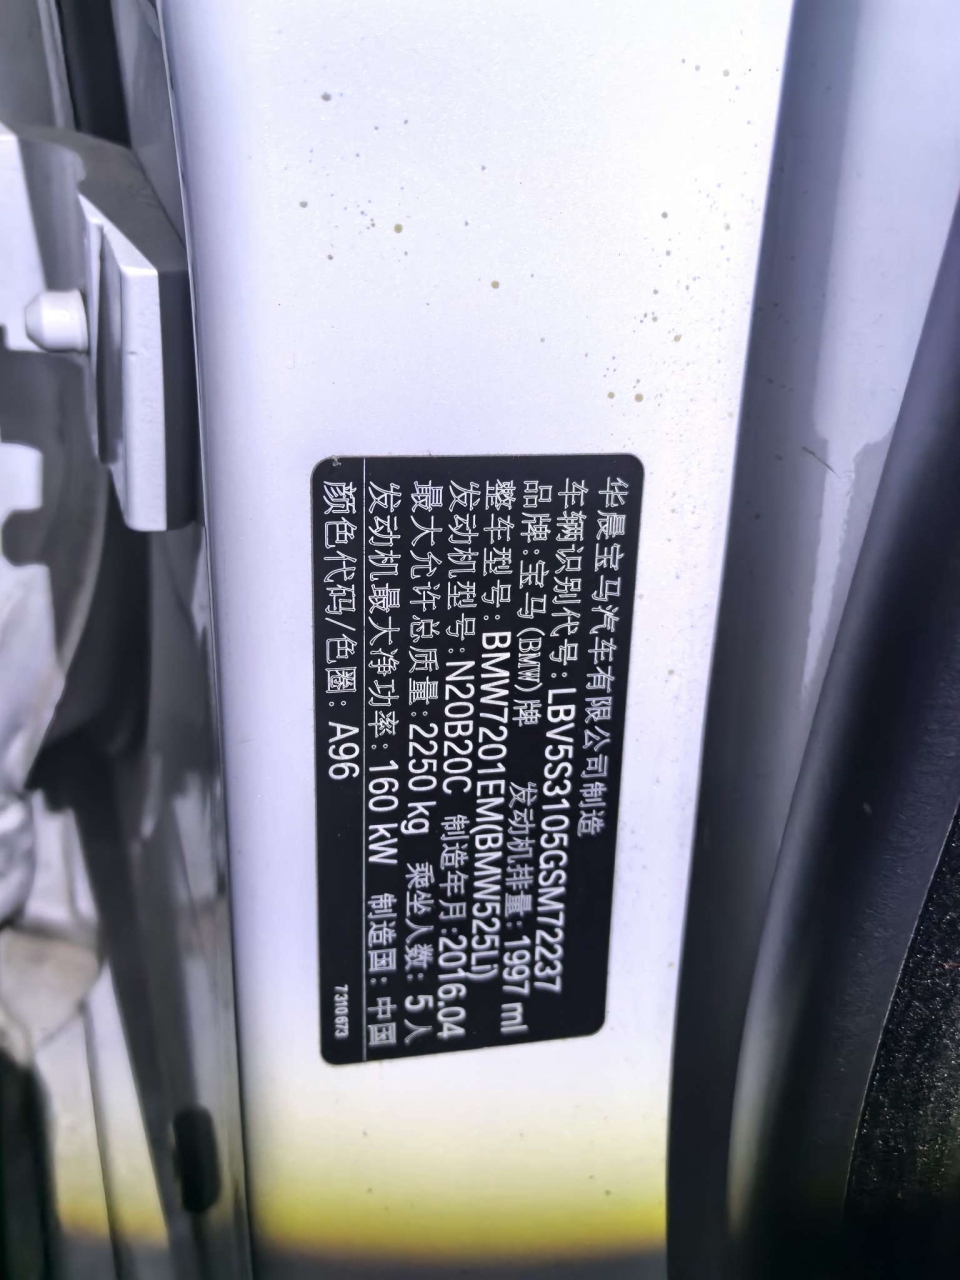 华晨宝马汽车有限公司制造
车辆识别代号:LBV5S3105GSM72237
品牌:宝马(BMW)牌 发动机排量:1997 ml
整车型号:BMW7201EM(BMW525Li)
发动机型号:N20B20C 制造年月:2016.04
最大允许总质量:2250 kg 乘坐人数:5人
发动机最大净功率:160 kW 制造国:中国
颜色代码/色圈:A96
7310673